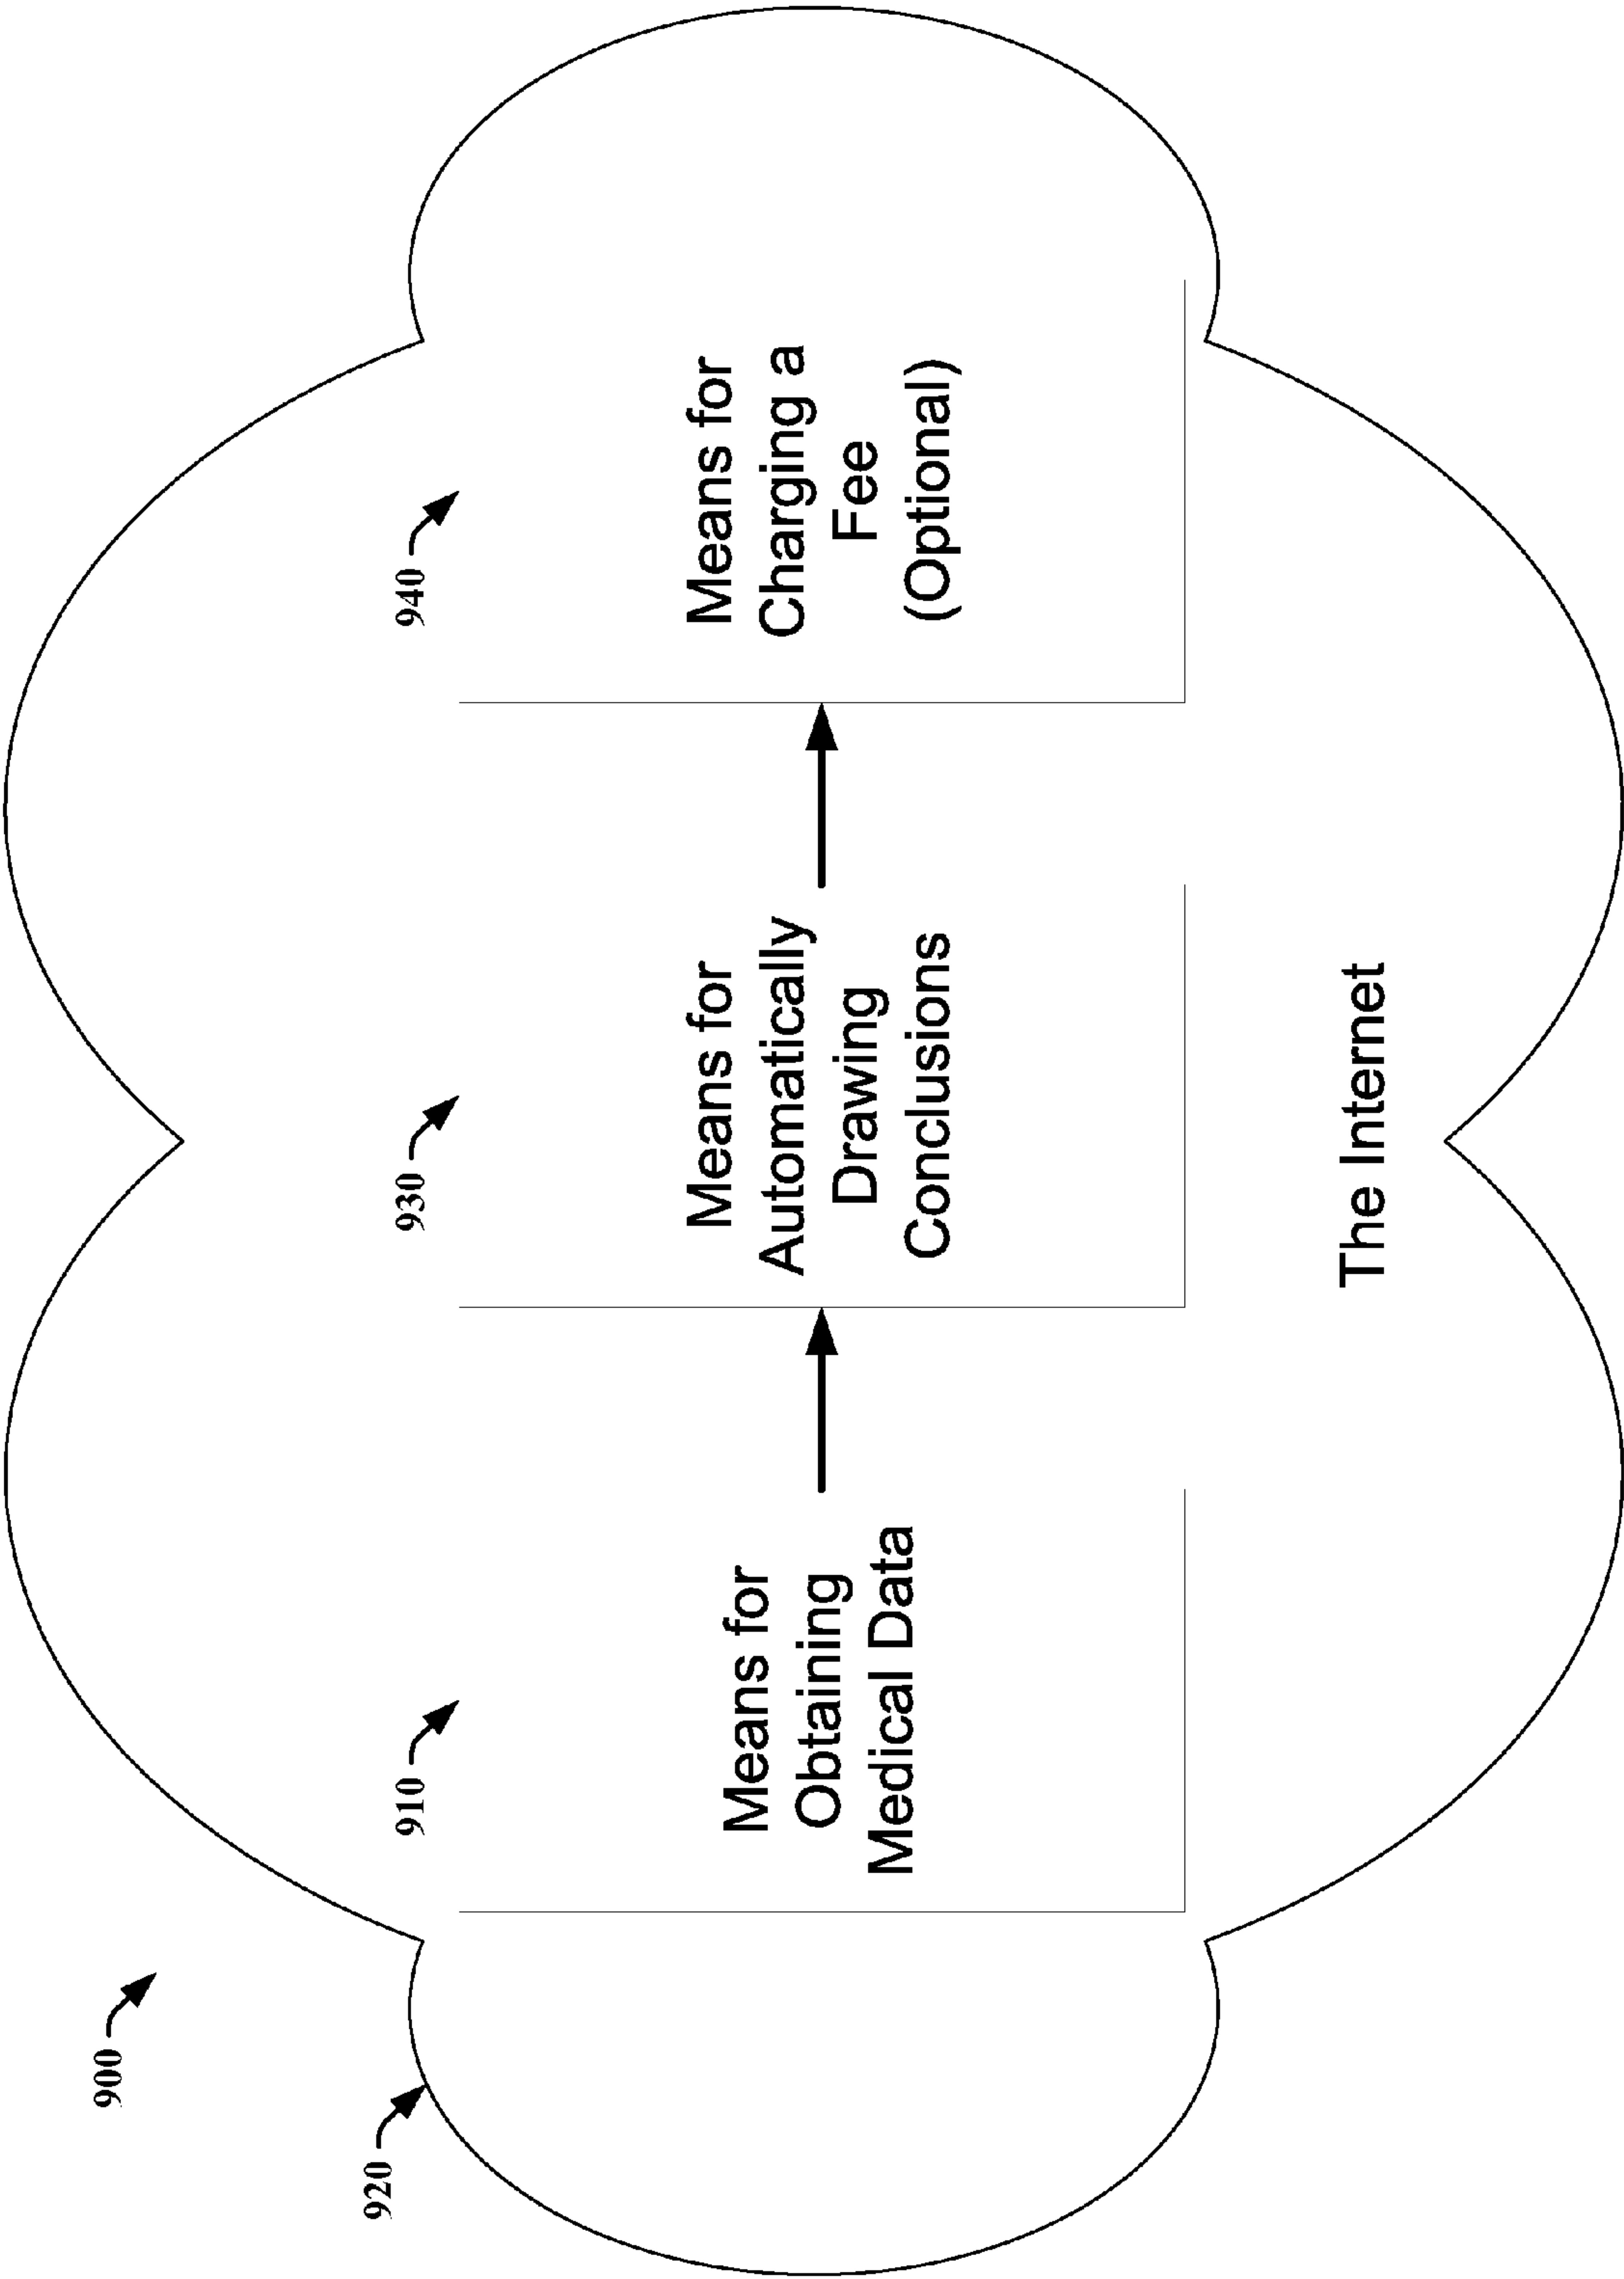 900
920
910
Means for
Obtaining
Medical Data
930
Means for
Automatically
Drawing
Conclusions
940
Means for
Charging a
Fee
(Optional)
The Internet